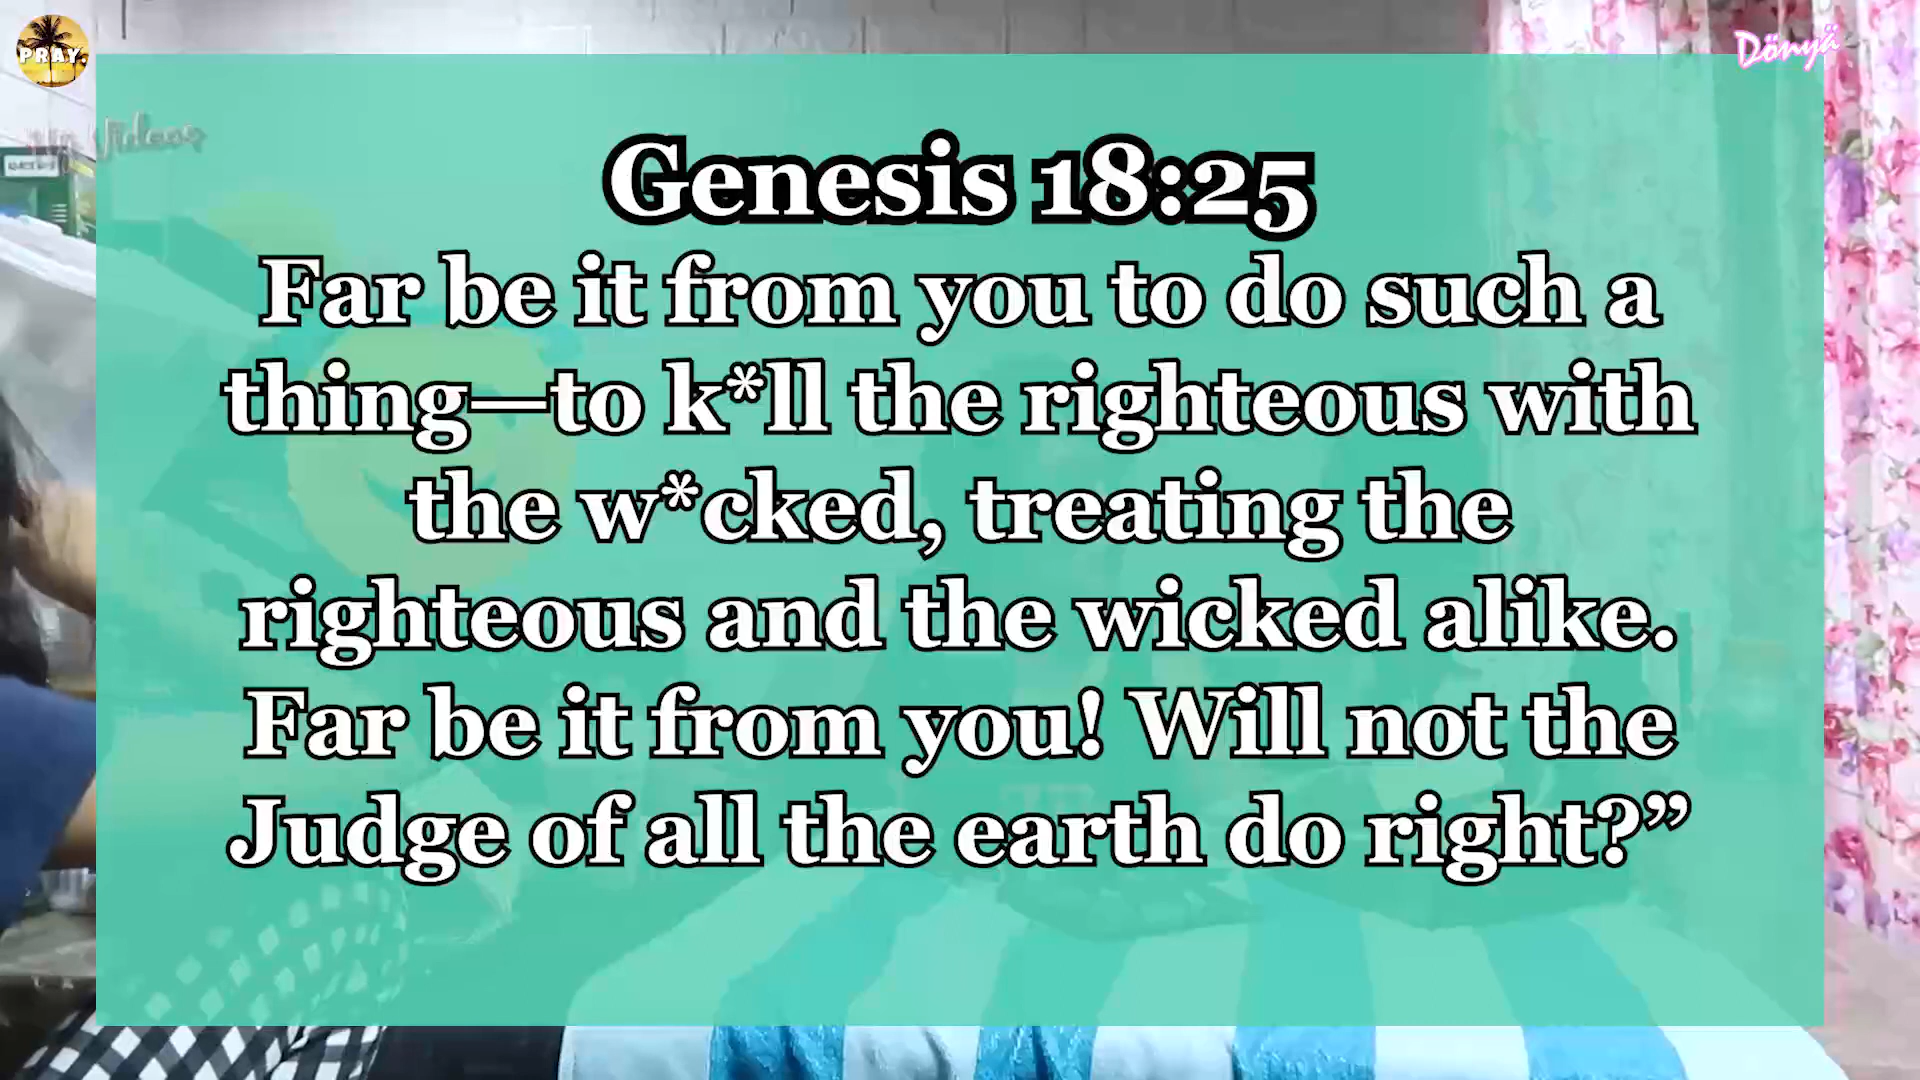 PRAY.
Dönyä
Videos
Genesis 18:25
Far be it from you to do such a
thing—to k*ll the righteous with
the w*cked, treating the
righteous and the wicked alike.
Far be it from you! Will not the
Judge of all the earth do right?”